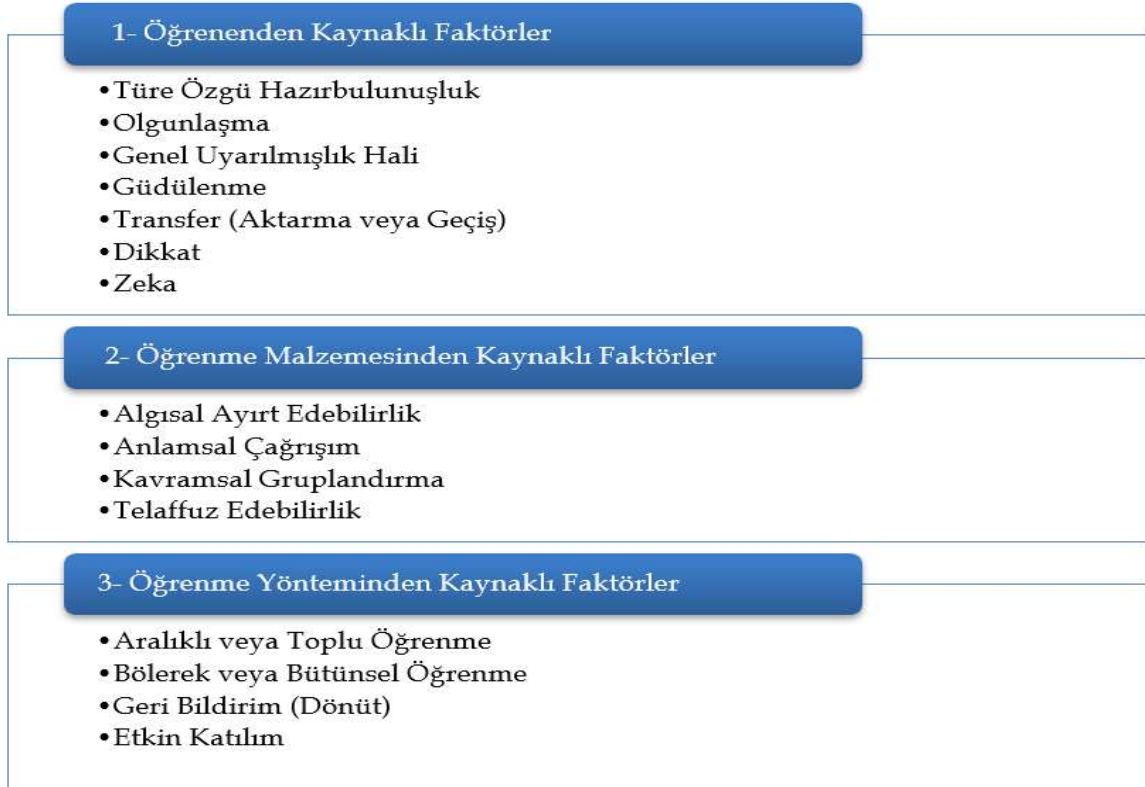 1- Öğrenenden Kaynaklı Faktörler
•Türe Özgü Hazırbulunuşluk
•Olgunlaşma
•Genel Uyarılmışlık Hali
•Güdülenme
•Transfer (Aktarma veya Geçiş)
•Dikkat
•Zeka
2- Öğrenme Malzemesinden Kaynaklı Faktörler
•Algısal Ayırt Edebilirlik
•Anlamsal Çağrışım
•Kavramsal Gruplandırma
•Telaffuz Edebilirlik
3- Öğrenme Yönteminden Kaynaklı Faktörler
•Aralıklı veya Toplu Öğrenme
•Bölerek veya Bütünsel Öğrenme
•Geri Bildirim (Dönüt)
•Etkin Katılım